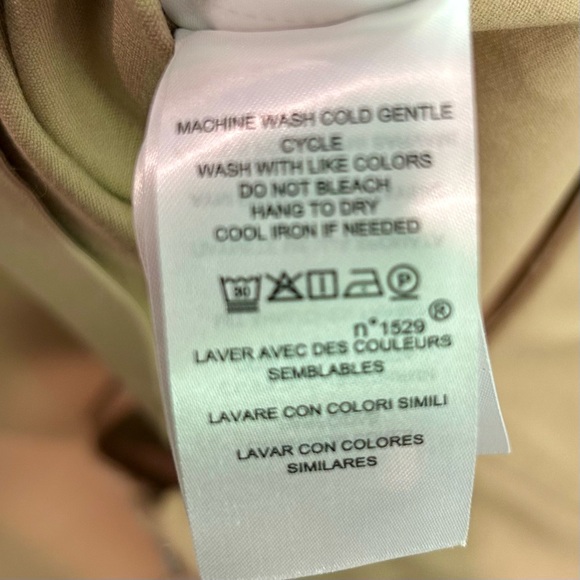 MACHINE WASH COLD GENTLE
CYCLE
WASH WITH LIKE COLORS
DO NOT BLEACH
HANG TO DRY
COOL IRON IF NEEDED
30 P
n°1529 ®
LAVER AVEC DES COULEURS
SEMBLABLES
LAVARE CON COLORI SIMILI
LAVAR CON COLORES
SIMILARES